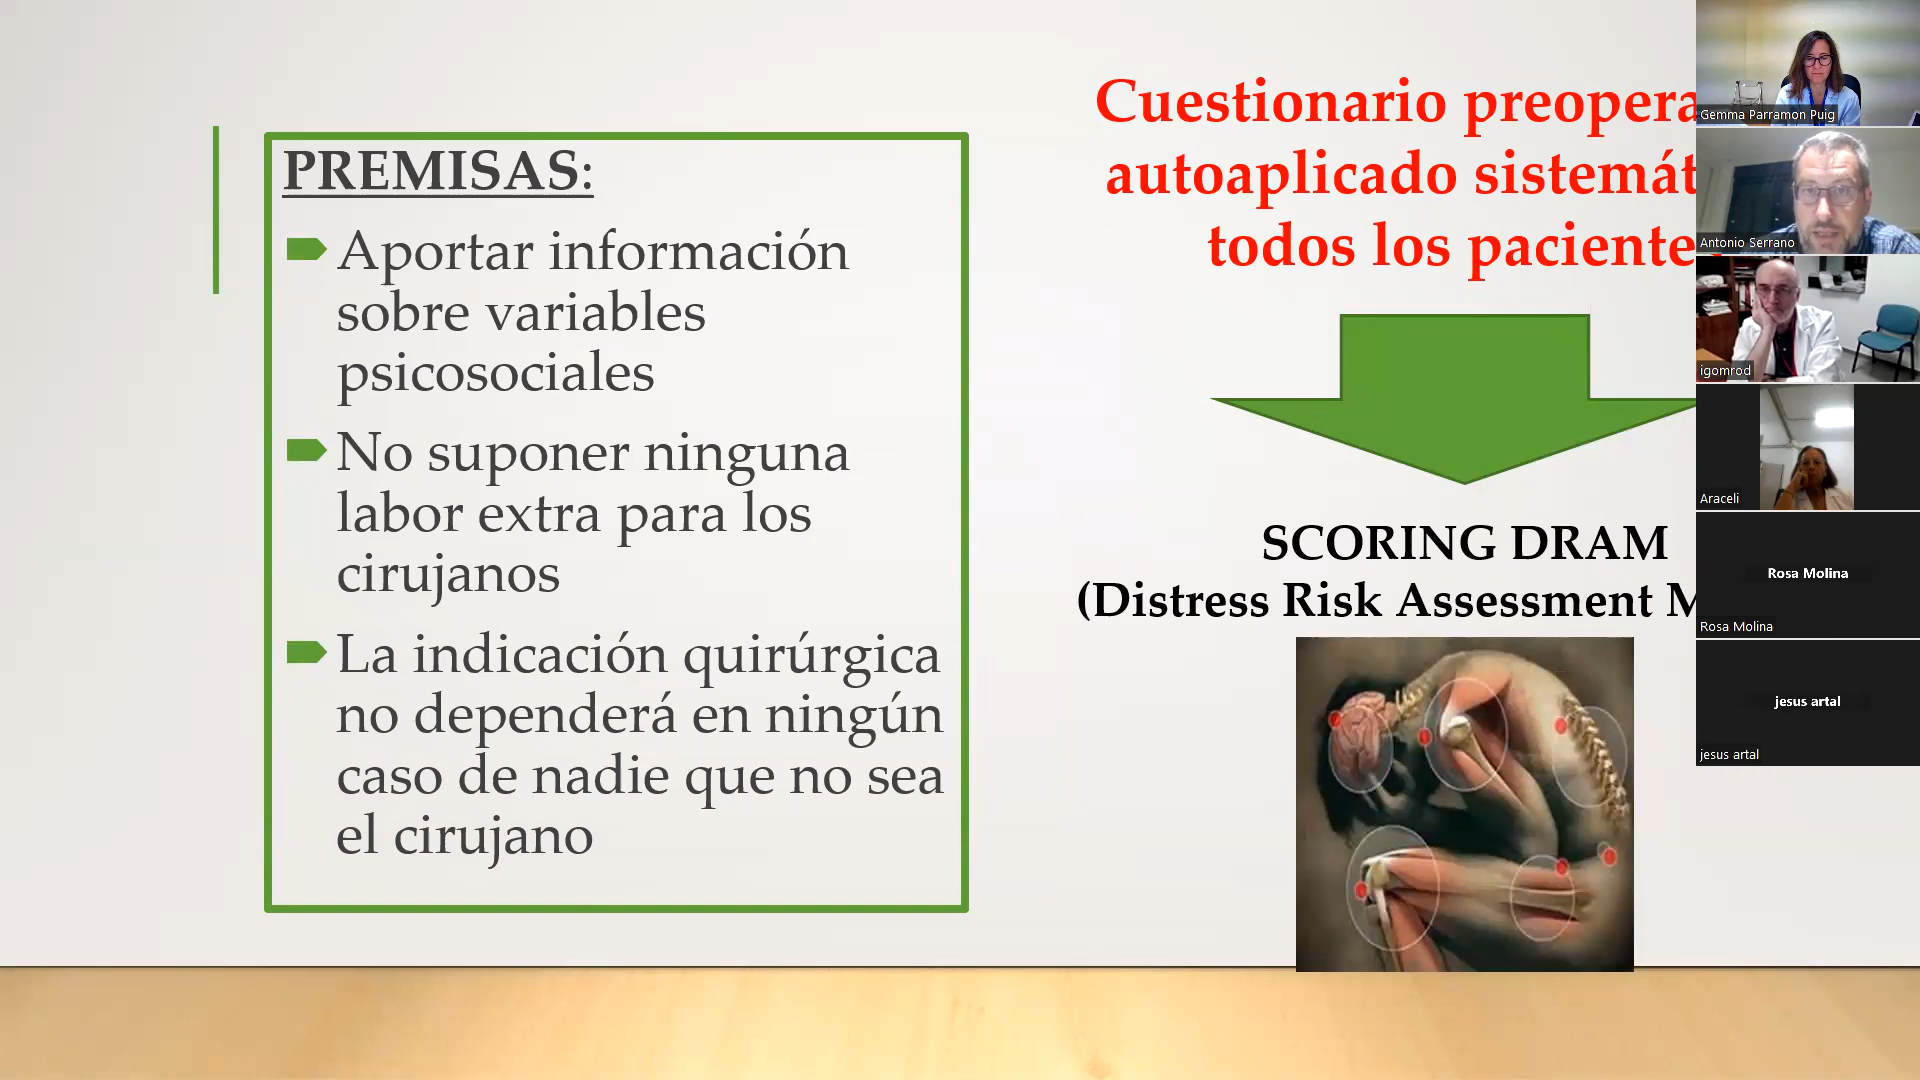 PREMISAS:
Aportar información
sobre variables
psicosociales
No suponer ninguna
labor extra para los
cirujanos
La indicación quirúrgica
no dependerá en ningún
caso de nadie que no sea
el cirujano
Cuestionario preopera
autoaplicado sistemát
todos los paciente
SCORING DRAM
(Distress Risk Assessment M
Gemma Parramon Puig
Antonio Serrano
igomrod
Araceli
Rosa Molina
Rosa Molina
jesus artal
jesus artal